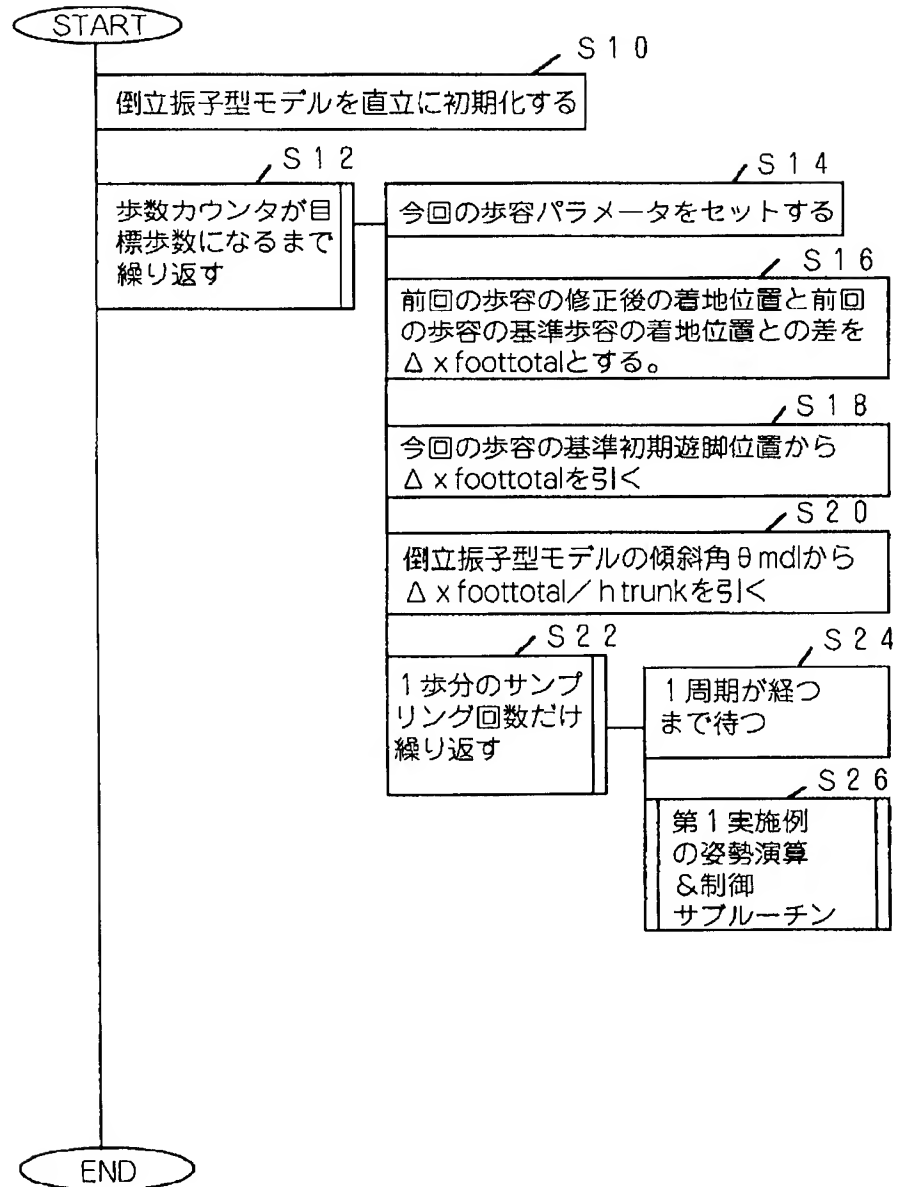 START
S10
倒立振子型モデルを直立に初期化する
S12
歩数カウンタが目
標歩数になるまで
繰り返す
S14
今回の歩容パラメータをセットする
S16
前回の歩容の修正後の着地位置と前回
の歩容の基準歩容の着地位置との差を
Δxfoottotalとする。
S18
今回の歩容の基準初期遊脚位置から
Δxfoottotalを引く
S20
倒立振子型モデルの傾斜角θmdlから
Δxfoottotal/htrunkを引く
S22
1歩分のサンプ
リング回数だけ
繰り返す
S24
1周期が経つ
まで待つ
S26
第1実施例
の姿勢演算
&制御
サブルーチン
END